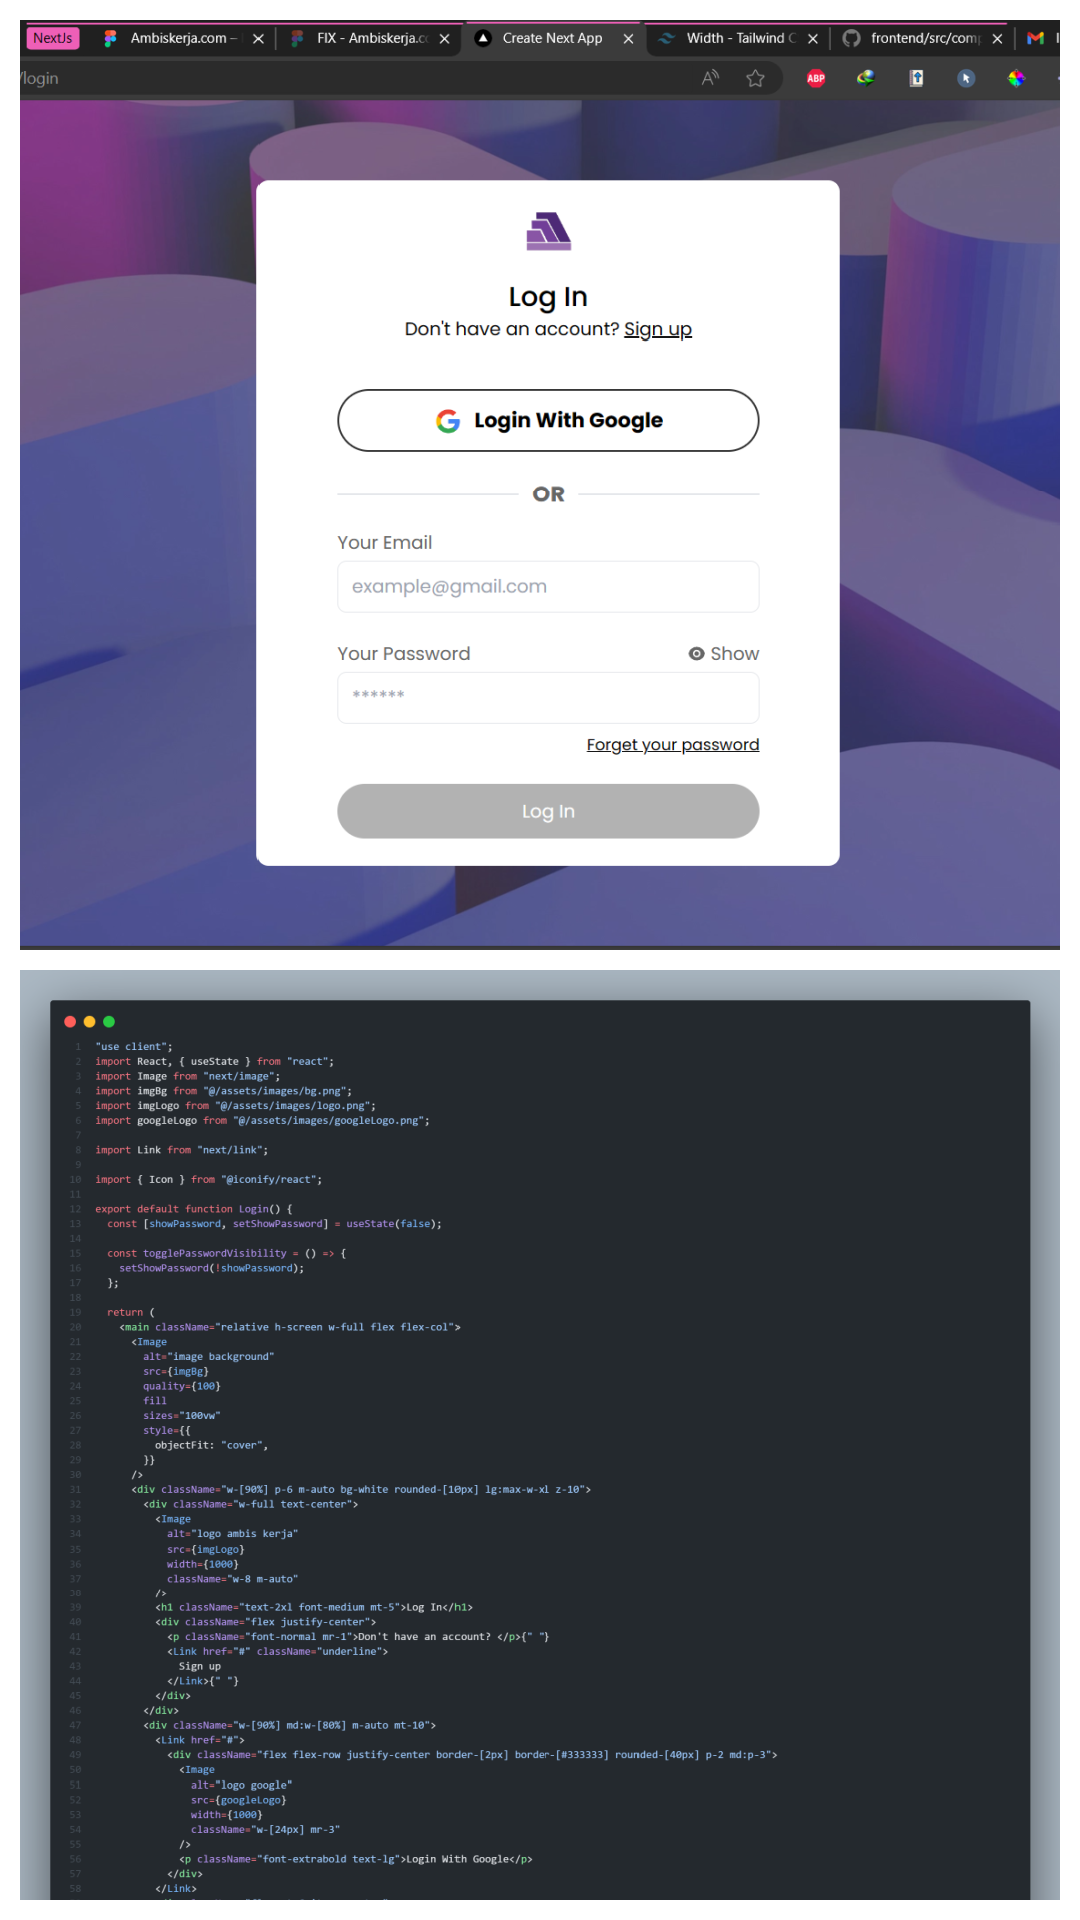 NextJs Ambiskerja.com – FIX - Ambiskerja.co Create Next App Width - Tailwind C frontend/src/comp
/login
ABP
Log In
Don't have an account? Sign up
Login With Google
OR
Your Email
example@gmail.com
Your Password Show
******
Forget your password
Log In
1 "use client";
2 import React, { useState } from "react";
3 import Image from "next/image";
4 import imgBg from "@/assets/images/bg.png";
5 import imgLogo from "@/assets/images/logo.png";
6 import googleLogo from "@/assets/images/googleLogo.png";
7
8 import Link from "next/link";
9
10 import { Icon } from "@iconify/react";
11
12 export default function Login() {
13 const [showPassword, setShowPassword] = useState(false);
14
15 const togglePasswordVisibility = () => {
16 setShowPassword(!showPassword);
17 };
18
19 return (
20 <main className="relative h-screen w-full flex flex-col">
21 <Image
22 alt="image background"
23 src={imgBg}
24 quality={100}
25 fill
26 sizes="100vw"
27 style={{
28 objectFit: "cover",
29 }}
30 />
31 <div className="w-[90%] p-6 m-auto bg-white rounded-[10px] lg:max-w-xl z-10">
32 <div className="w-full text-center">
33 <Image
34 alt="logo ambis kerja"
35 src={imgLogo}
36 width={1000}
37 className="w-8 m-auto"
38 />
39 <h1 className="text-2xl font-medium mt-5">Log In</h1>
40 <div className="flex justify-center">
41 <p className="font-normal mr-1">Don't have an account? </p>{" "}
42 <Link href="#" className="underline">
43 Sign up
44 </Link>{" "}
45 </div>
46 </div>
47 <div className="w-[90%] md:w-[80%] m-auto mt-10">
48 <Link href="#">
49 <div className="flex flex-row justify-center border-[2px] border-[#333333] rounded-[40px] p-2 md:p-3">
50 <Image
51 alt="logo google"
52 src={googleLogo}
53 width={1000}
54 className="w-[24px] mr-3"
55 />
56 <p className="font-extrabold text-lg">Login With Google</p>
57 </div>
58 </Link>